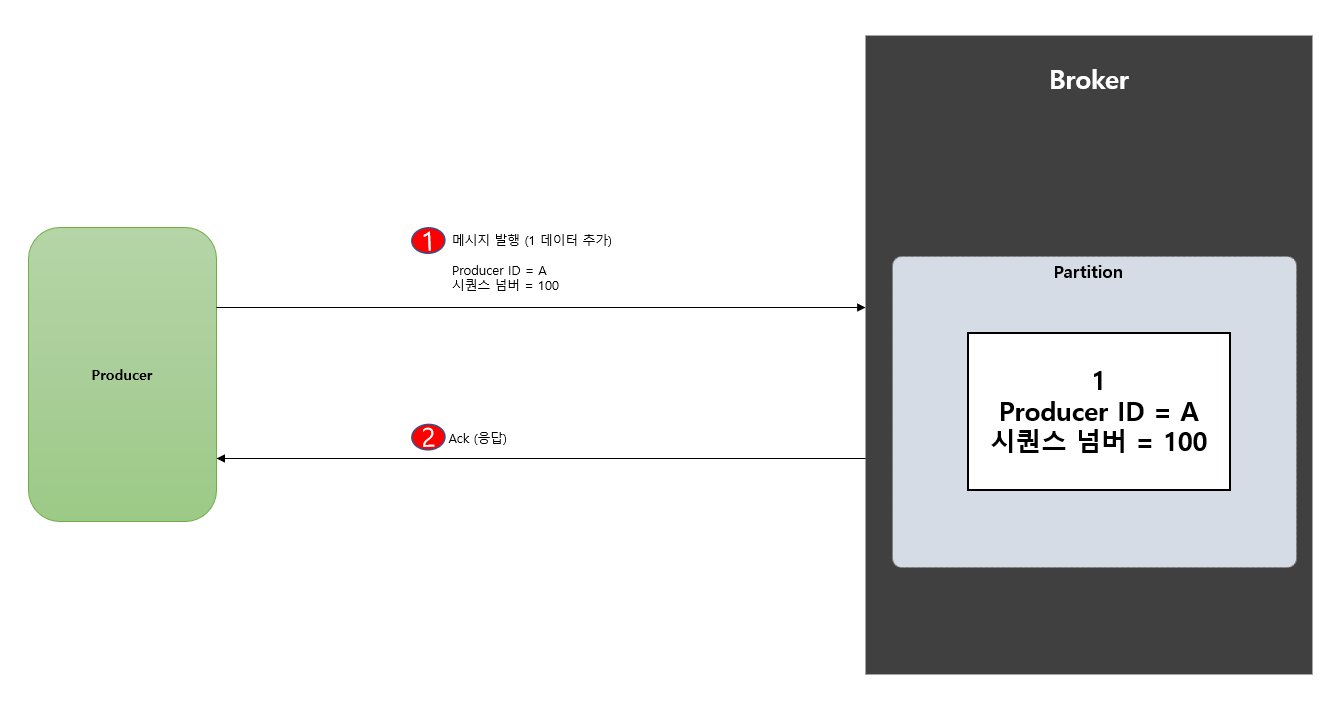 Broker
1
메시지 발행 (1 데이터 추가)
Producer ID = A
시퀀스 넘버 = 100
Producer
2
Ack (응답)
Partition
1
Producer ID = A
시퀀스 넘버 = 100